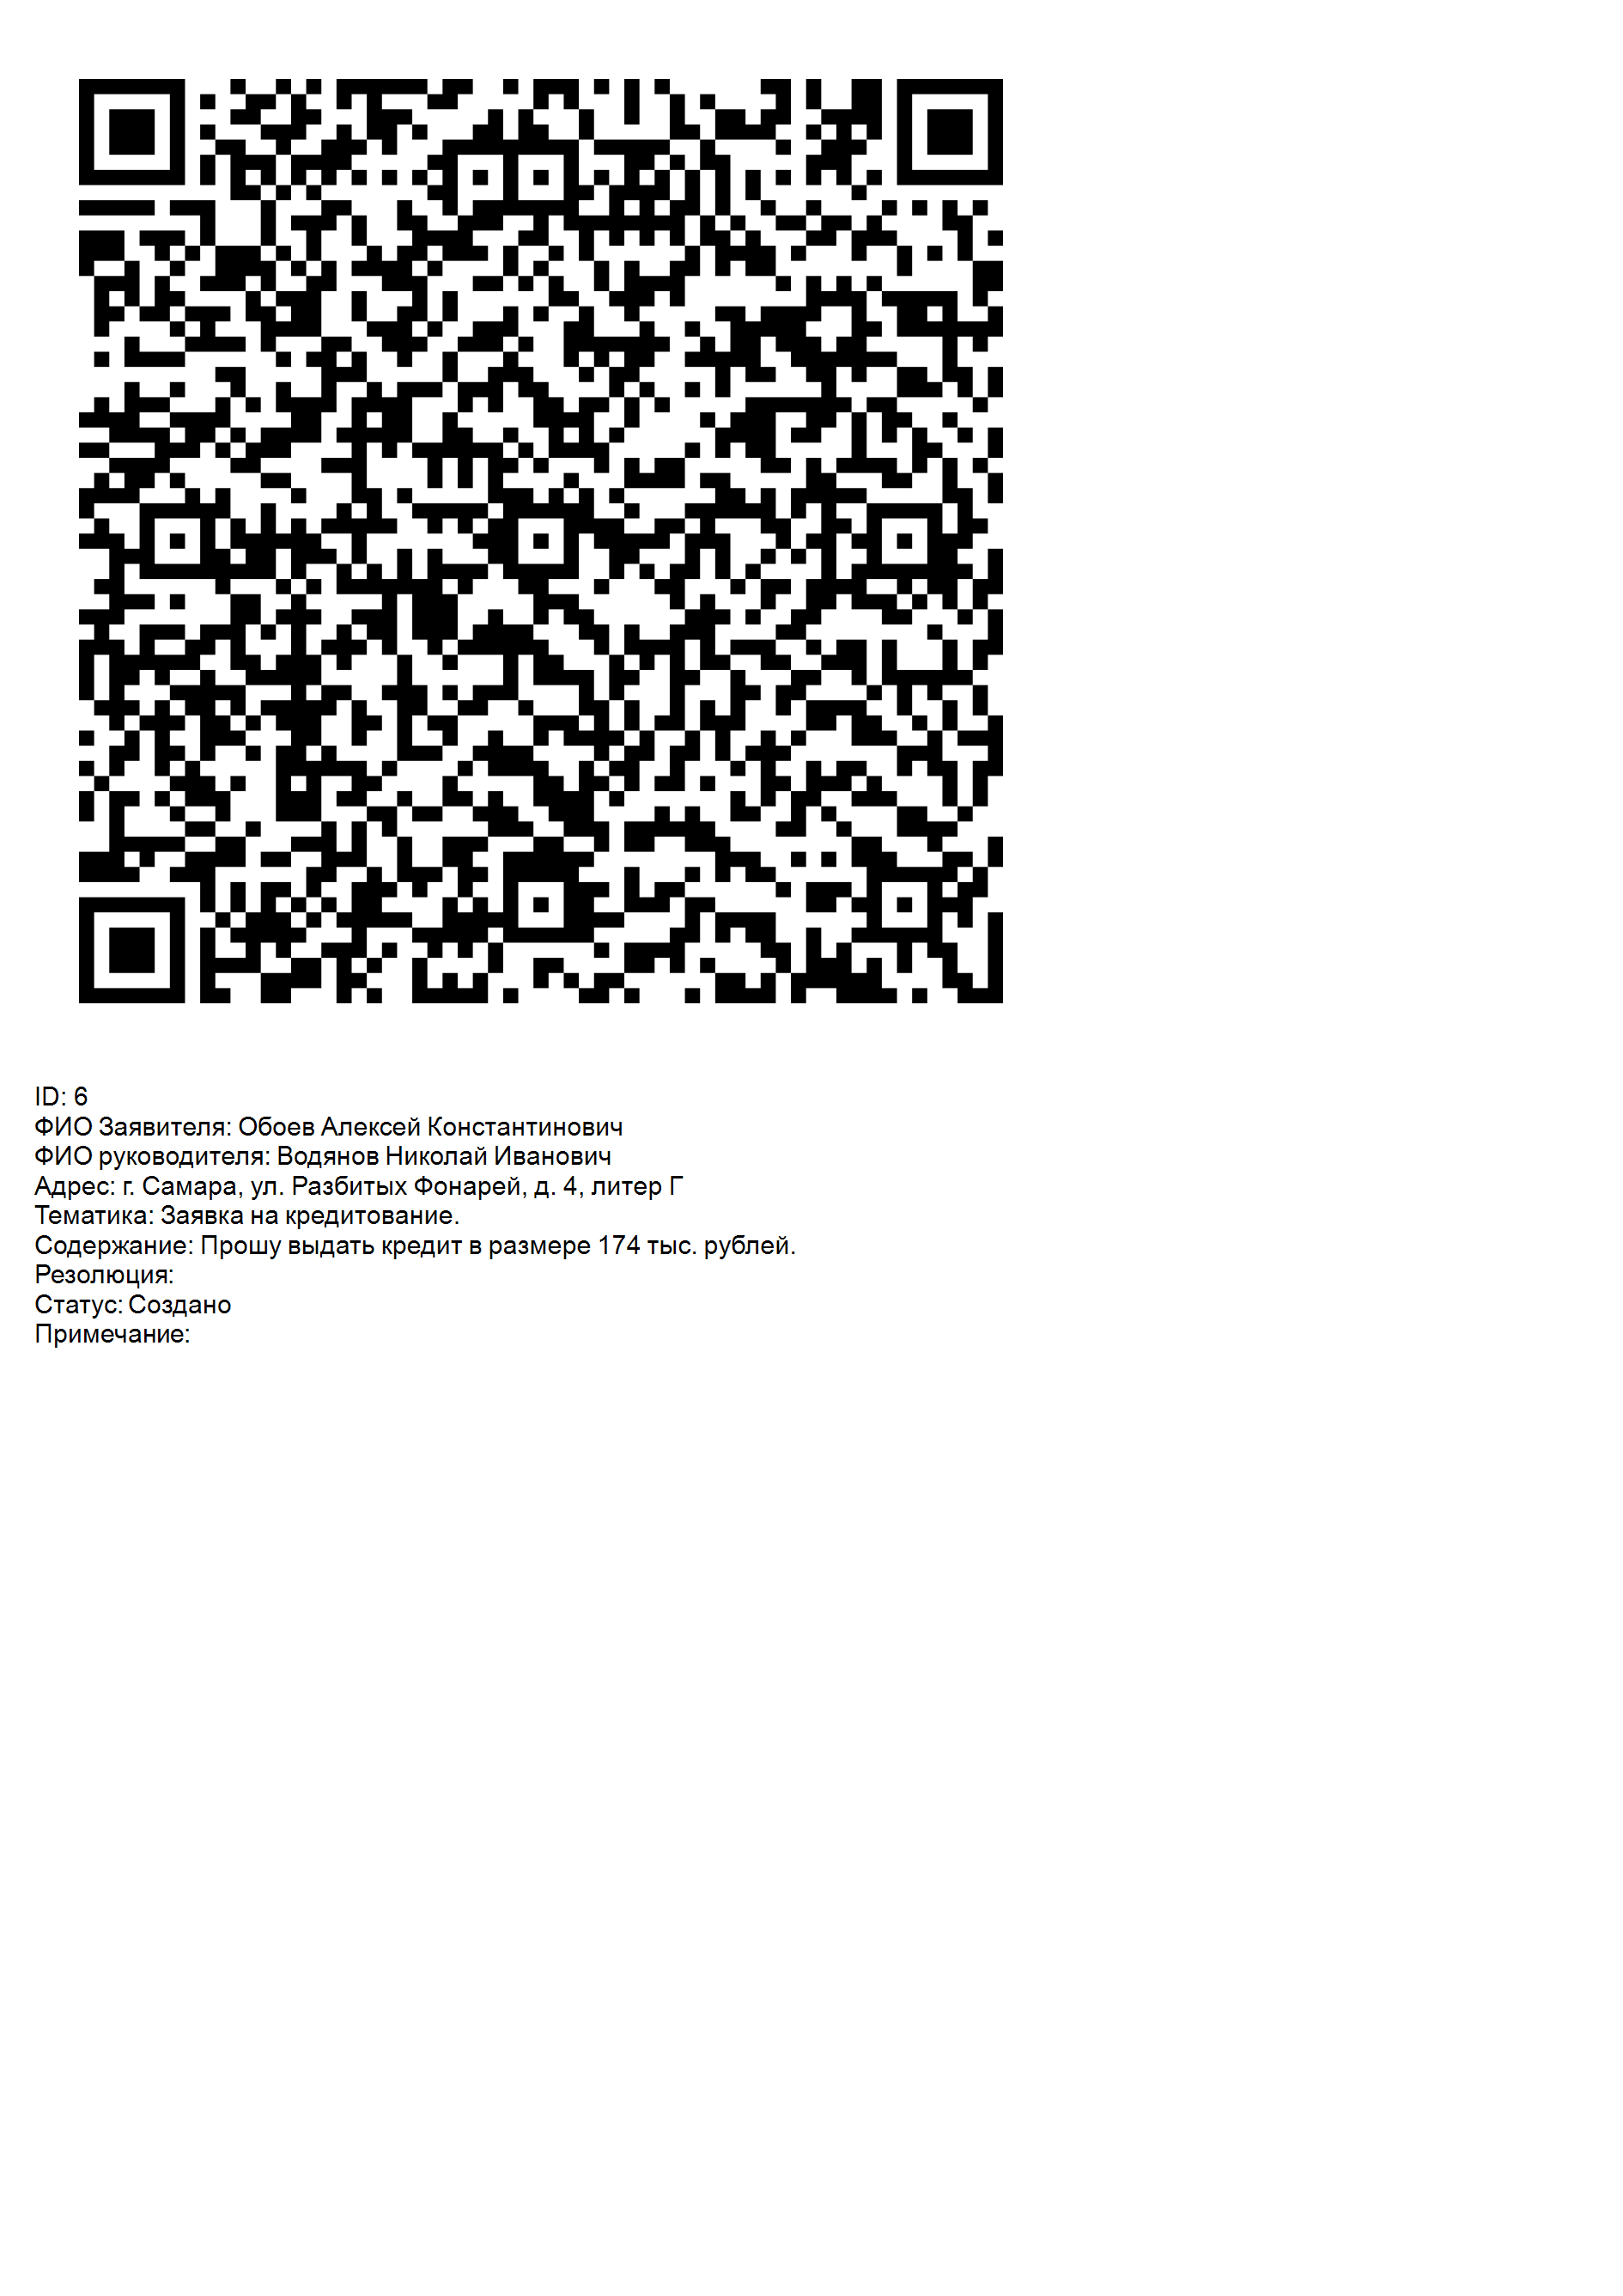 ID: 6
ФИО Заявителя: Обоев Алексей Константинович
ФИО руководителя: Водянов Николай Иванович
Адрес: г. Самара, ул. Разбитых Фонарей, д. 4, литер Г
Тематика: Заявка на кредитование.
Содержание: Прошу выдать кредит в размере 174 тыс. рублей.
Резолюция:
Статус: Создано
Примечание: